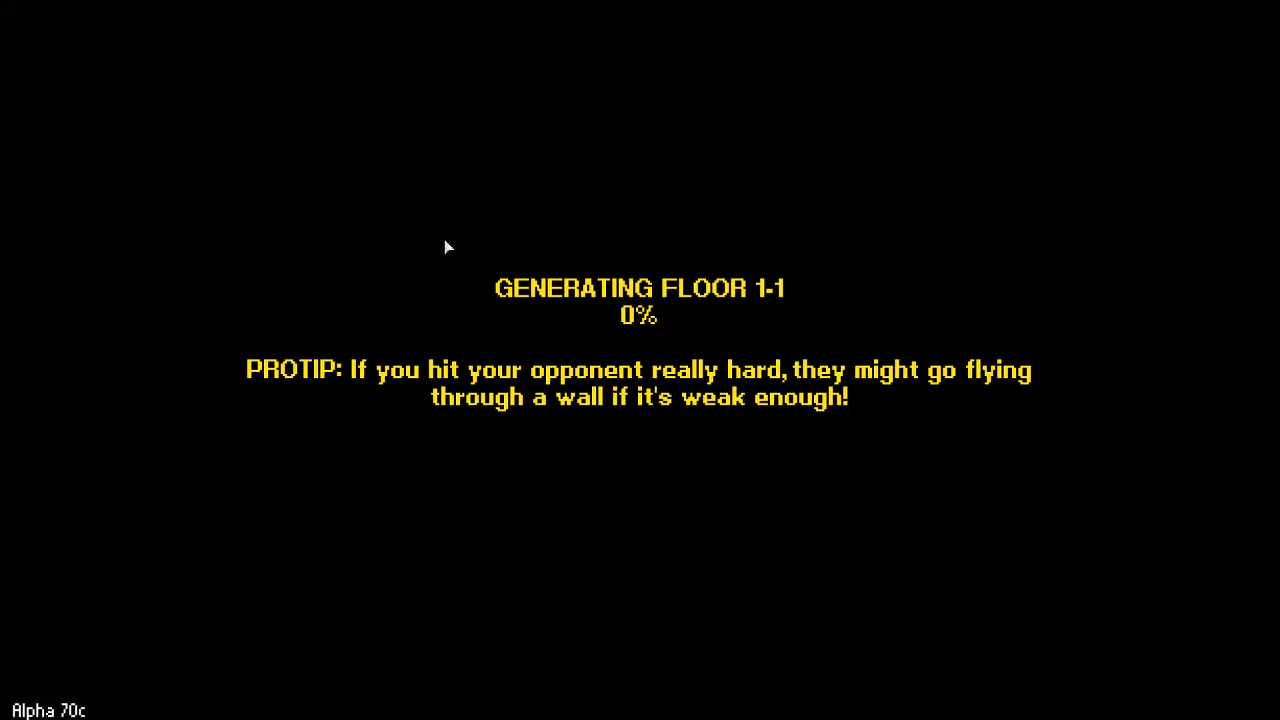 GENERATING FLOOR 1-1
0%
PROTIP: If you hit your opponent really hard, they might go flying
through a wall if it's weak enough!
Alpha 70c